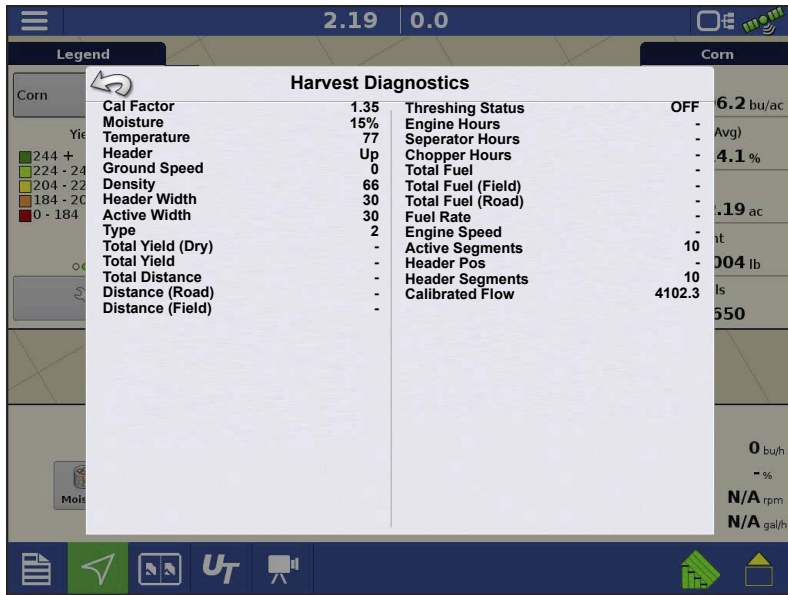 2.19 0.0
Legend
Corn
Harvest Diagnostics
Corn
Cal Factor 1.35
Moisture 15%
Temperature 77
Header Up
Ground Speed 0
Density 66
Header Width 30
Active Width 30
Type 2
Total Yield (Dry) -
Total Yield -
Total Distance -
Distance (Road) -
Distance (Field) -
Threshing Status OFF
Engine Hours -
Seperator Hours -
Chopper Hours -
Total Fuel -
Total Fuel (Field) -
Total Fuel (Road) -
Fuel Rate -
Engine Speed -
Active Segments 10
Header Pos -
Header Segments 10
Calibrated Flow 4102.3
Yie
244 +
224 - 24
204 - 22
184 - 20
0 - 184
6.2 bu/ac
Avg)
4.1 %
.19 ac
nt
004 lb
ls
650
Mois
0 bu/h
- %
N/A rpm
N/A gal/h
UT